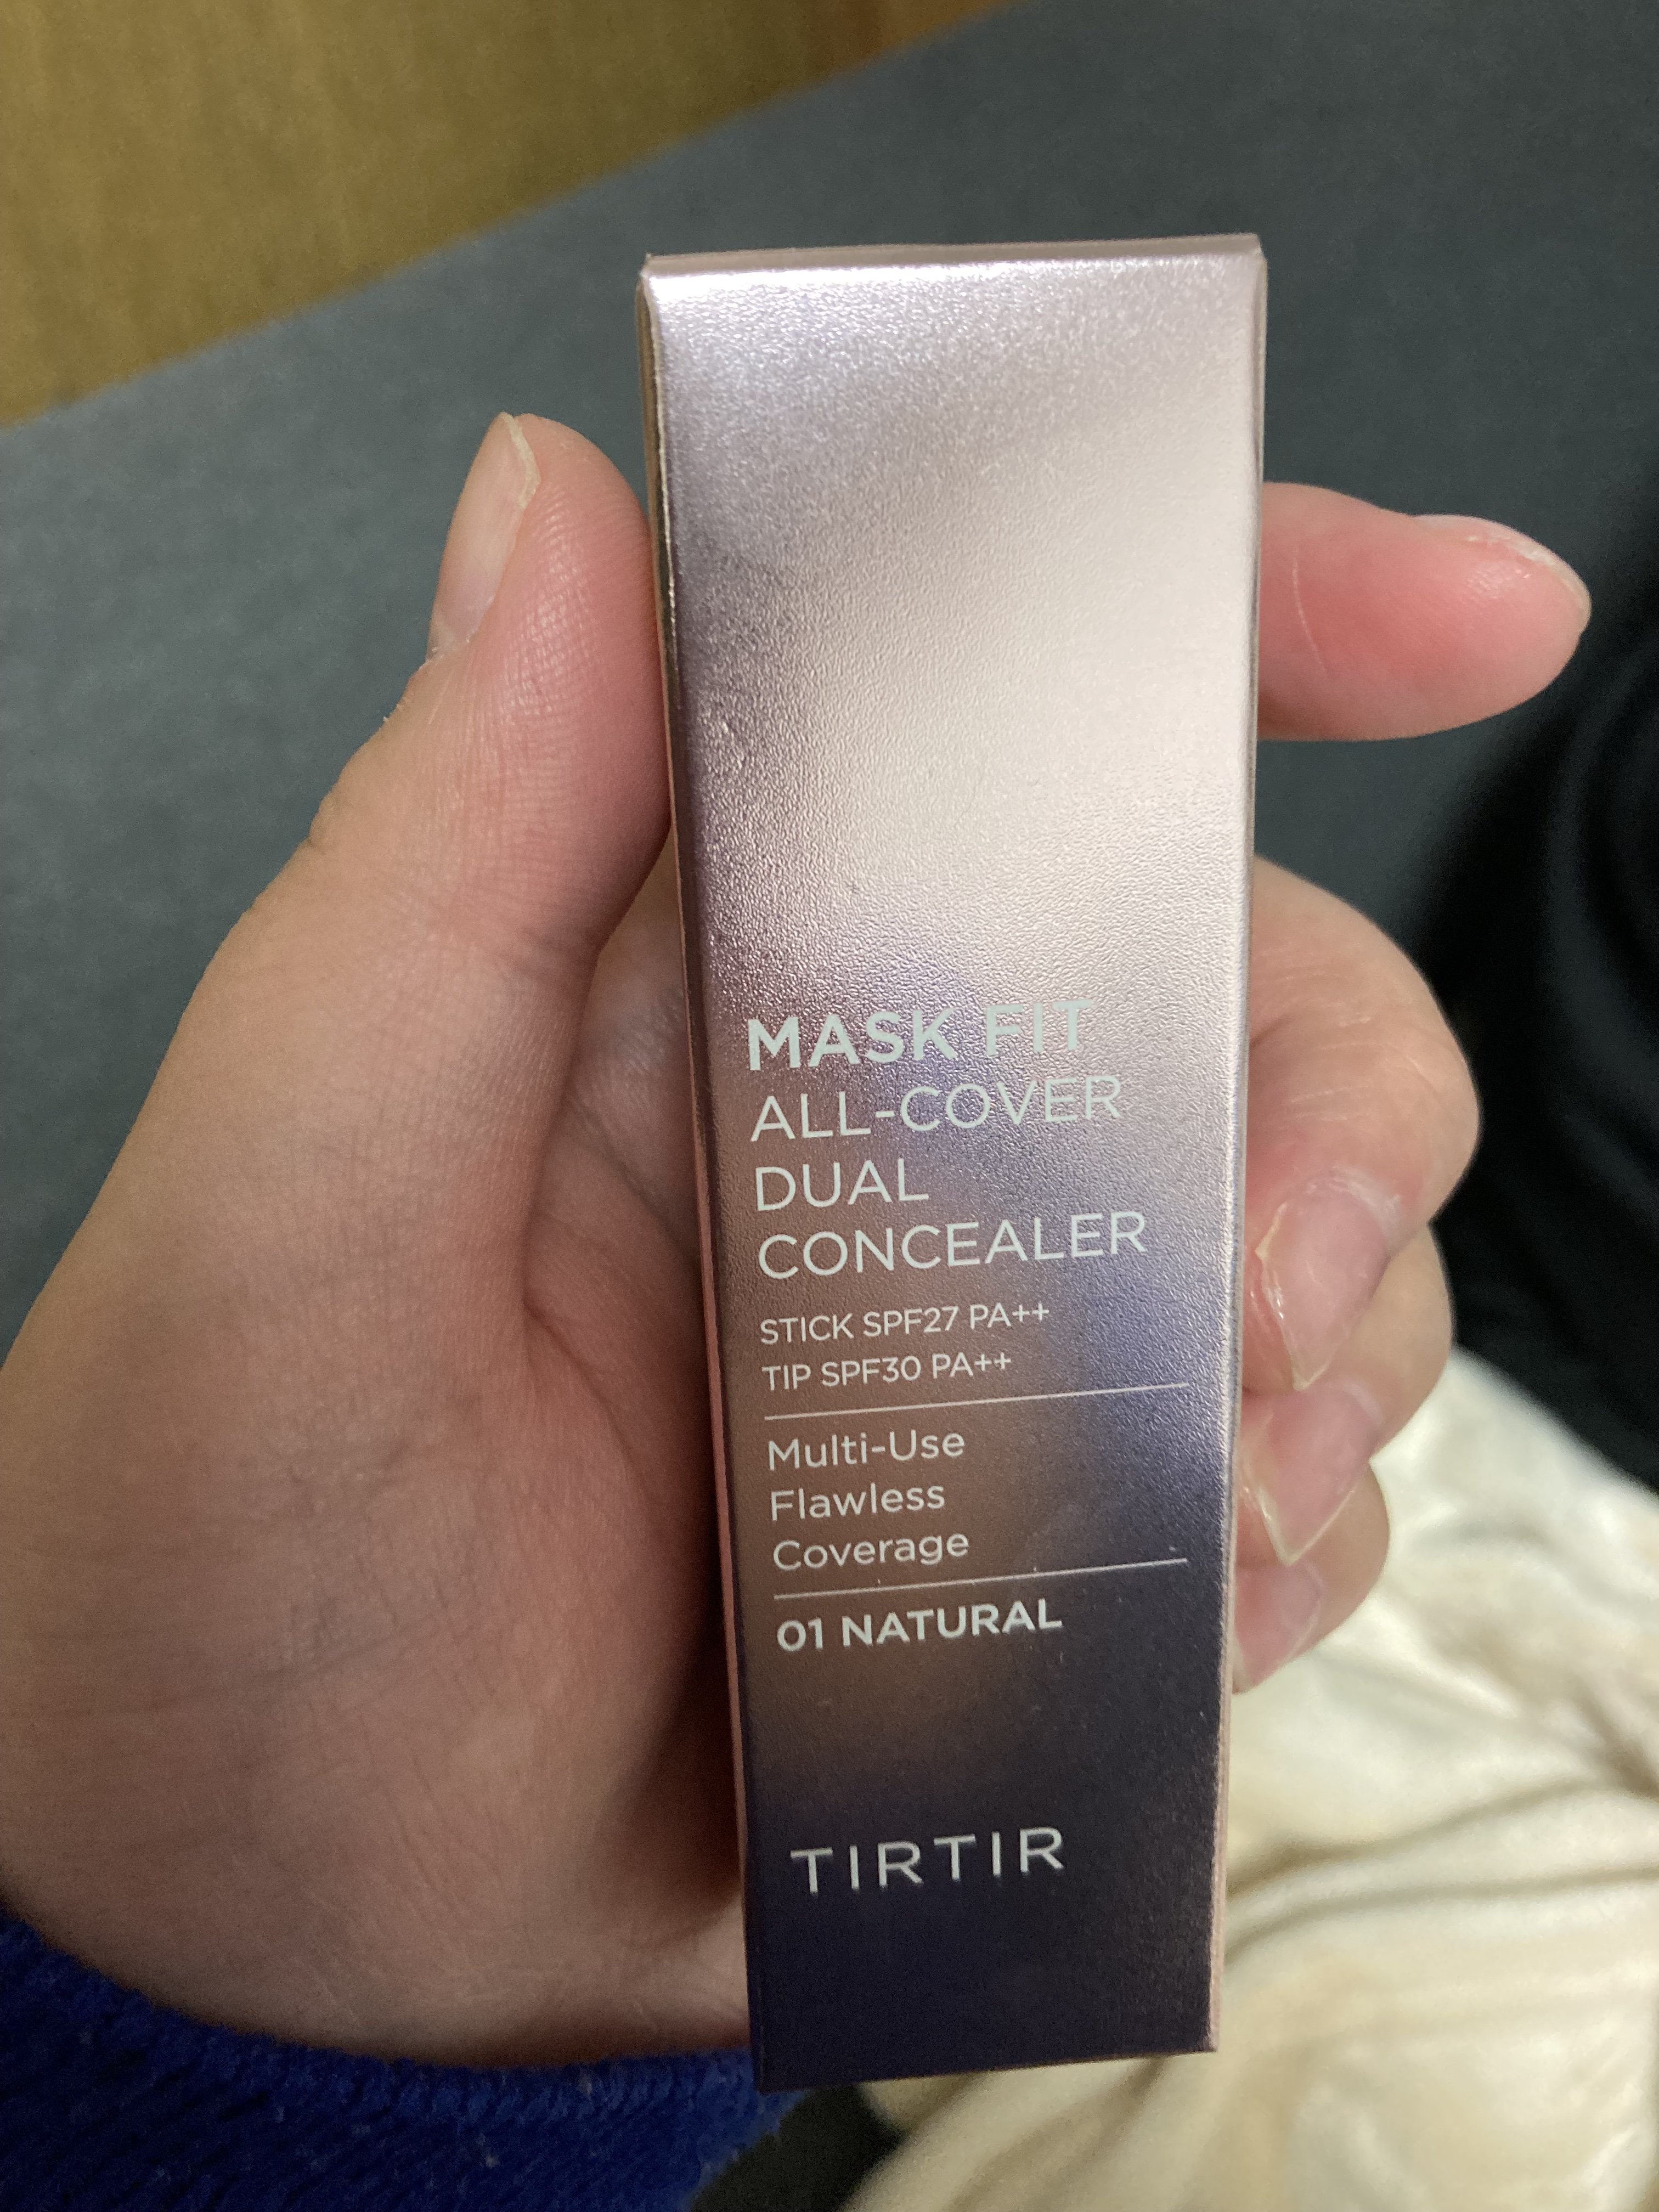 MASK FIT
ALL-COVER
DUAL
CONCEALER
STICK SPF27 PA++
TIP SPF30 PA++
Multi-Use
Flawless
Coverage
01 NATURAL
TIRTIR